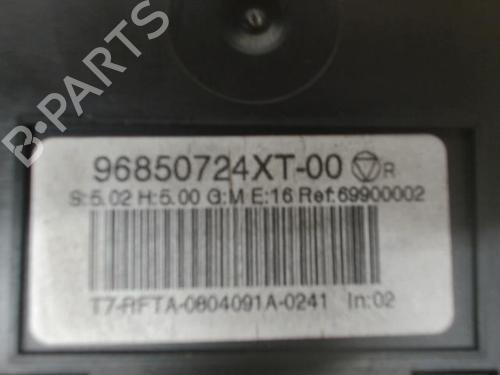 96850724XT-00 R
S:5.02 H:5.00 G:M E:16 Ref:69900002
T7-RFTA-0804091A-0241 In:02
B-PARTS